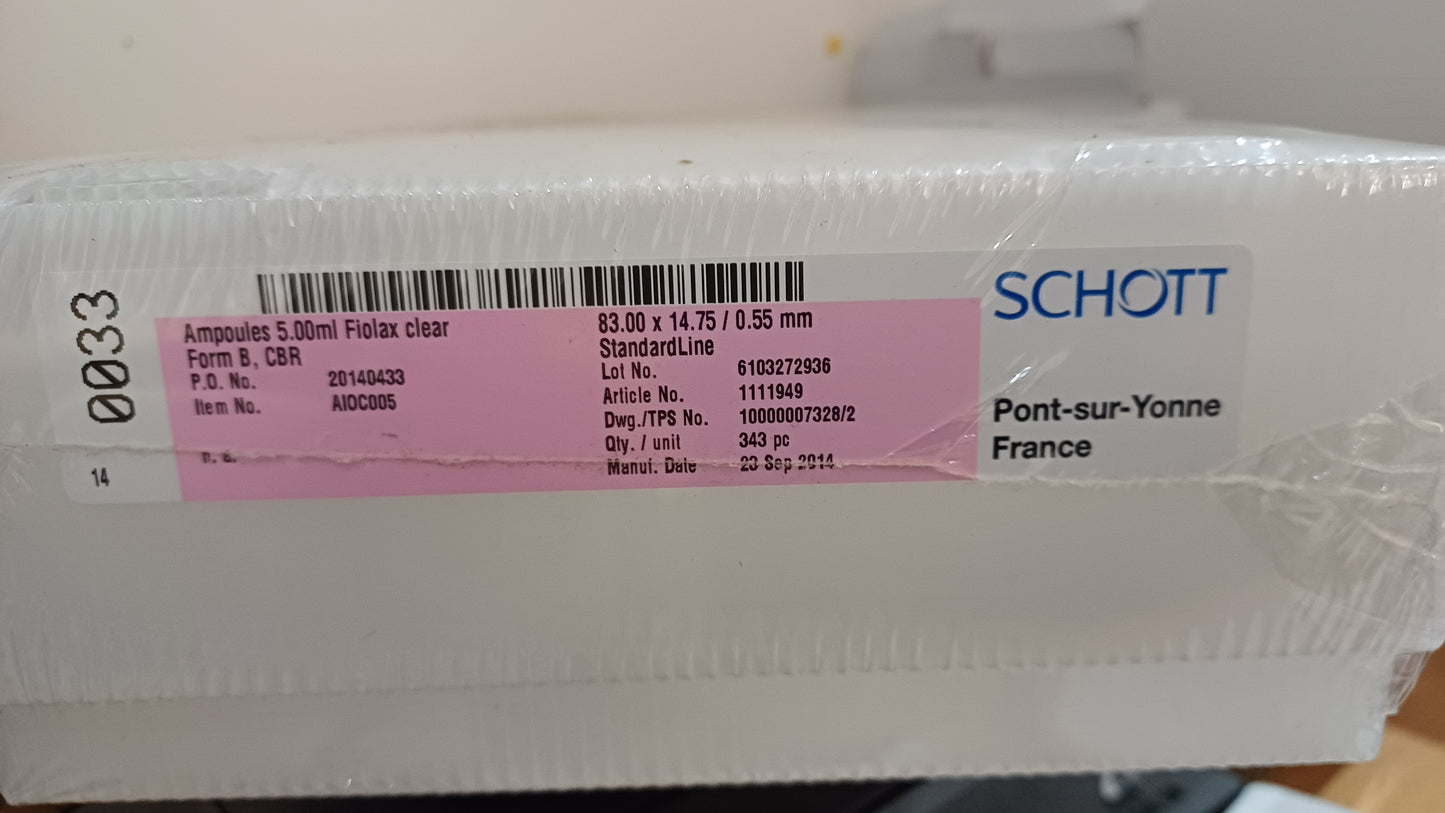 0033
14
Ampoules 5.00ml Fiolax clear
Form B, CBR
P.O. No. 20140433
Item No. AIOC005
83.00 x 14.75 / 0.55 mm
StandardLine
Lot No. 6103272936
Article No. 1111949
Dwg./TPS No. 10000007328/2
Qty. / unit 343 pc
Manuf. Date 23 Sep 2014
SCHOTT
Pont-sur-Yonne
France